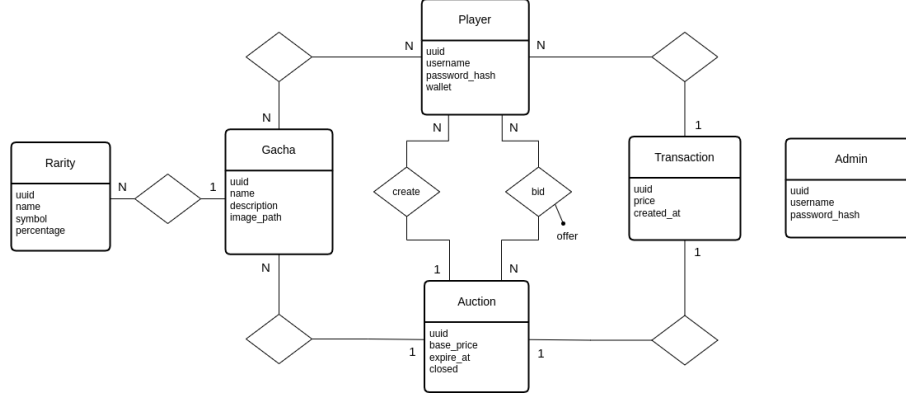 Player
uuid
username
password_hash
wallet
N
N
N
N
N
1
Rarity
uuid
name
symbol
percentage
N
1
Gacha
uuid
name
description
image_path
create
bid
offer
Transaction
uuid
price
created_at
Admin
uuid
username
password_hash
N
1
N
1
Auction
uuid
base_price
expire_at
closed
1
1